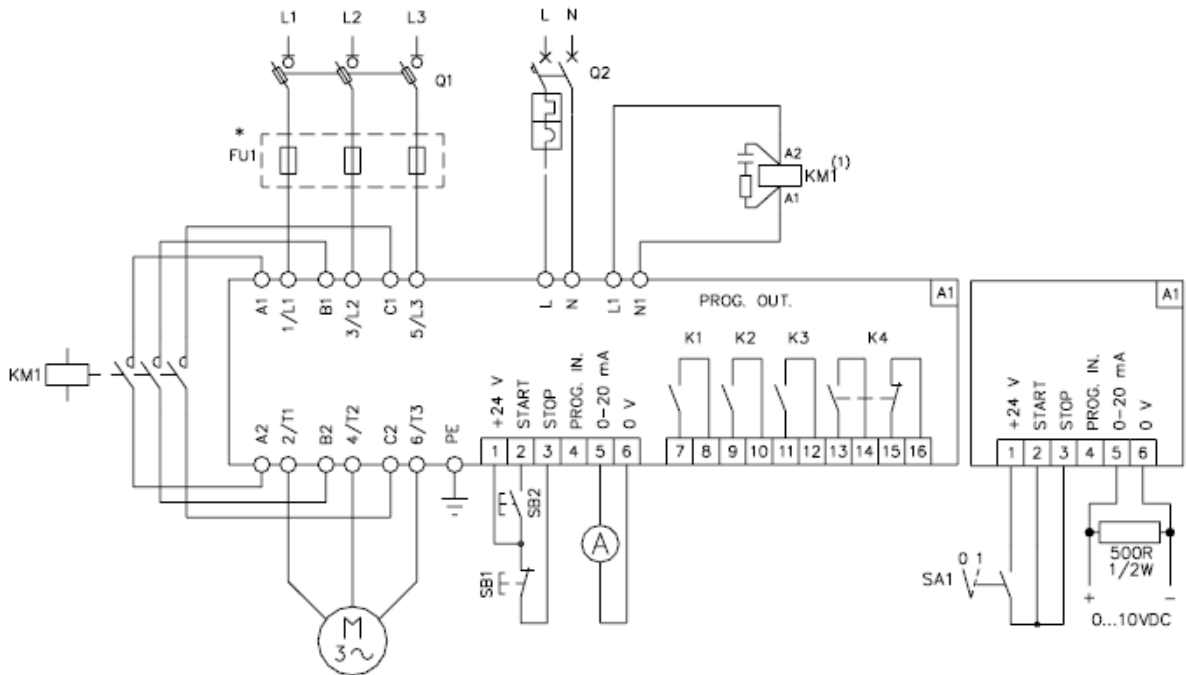 L1 L2 L3 L N
Q1 Q2
*
FU1
A2
KM1 (1)
A1
A1 1/L1 B1 3/L2 C1 5/L3 L N L1 N1
PROG. OUT.
A1
A1
K1 K2 K3 K4
KM1
+24 V START STOP PROG. IN. 0-20 mA 0 V
+24 V START STOP PROG. IN. 0-20 mA 0 V
A2 2/T1 B2 4/T2 C2 6/T3 PE
1 2 3 4 5 6
7 8 9 10 11 12 13 14 15 16
1 2 3 4 5 6
SB2
A
SB1
500R
1/2W
0 1
SA1
+ -
0...10VDC
M
3~